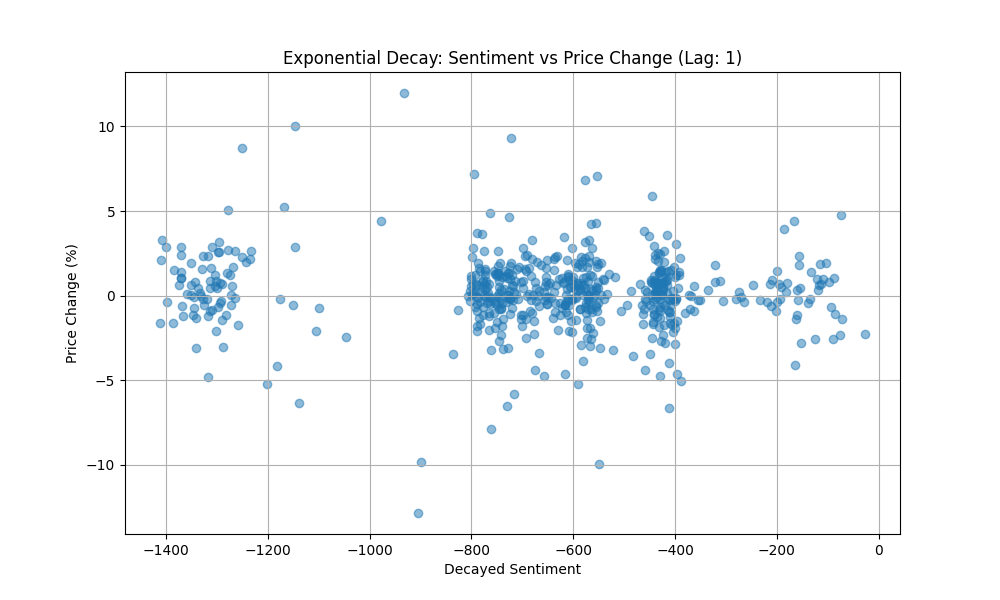 Exponential Decay: Sentiment vs Price Change (Lag: 1)
Price Change (%)
10
5
0
−5
−10
−1400 −1200 −1000 −800 −600 −400 −200 0
Decayed Sentiment